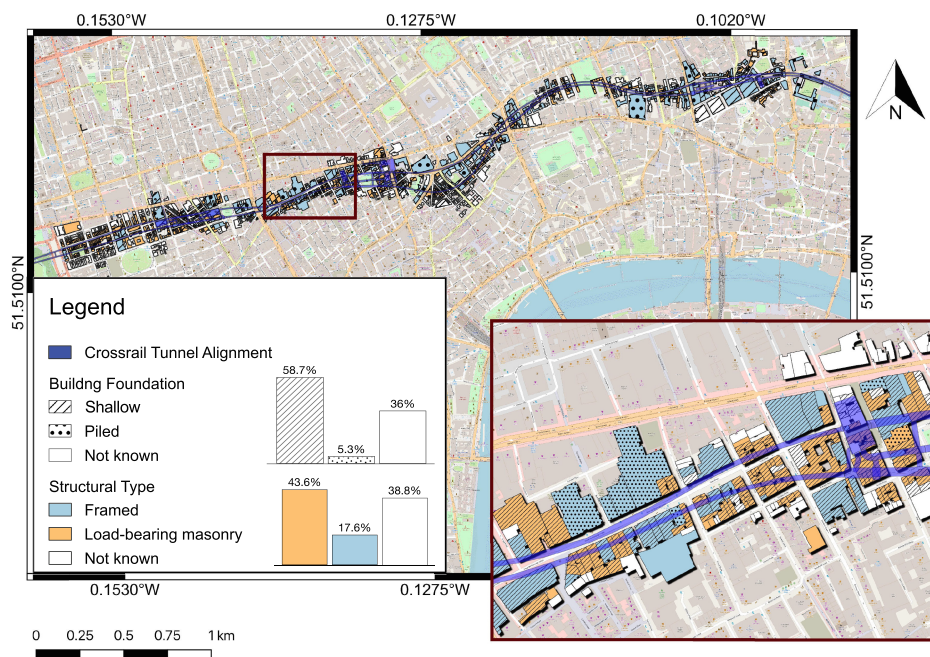 0.1530°W 0.1275°W 0.1020°W
N
51.5100°N
51.5100°N
Legend
Crossrail Tunnel Alignment
Buildng Foundation
Shallow
Piled
Not known
58.7%
5.3%
36%
Structural Type
Framed
Load-bearing masonry
Not known
43.6%
17.6%
38.8%
0.1530°W 0.1275°W
0 0.25 0.5 0.75 1 km